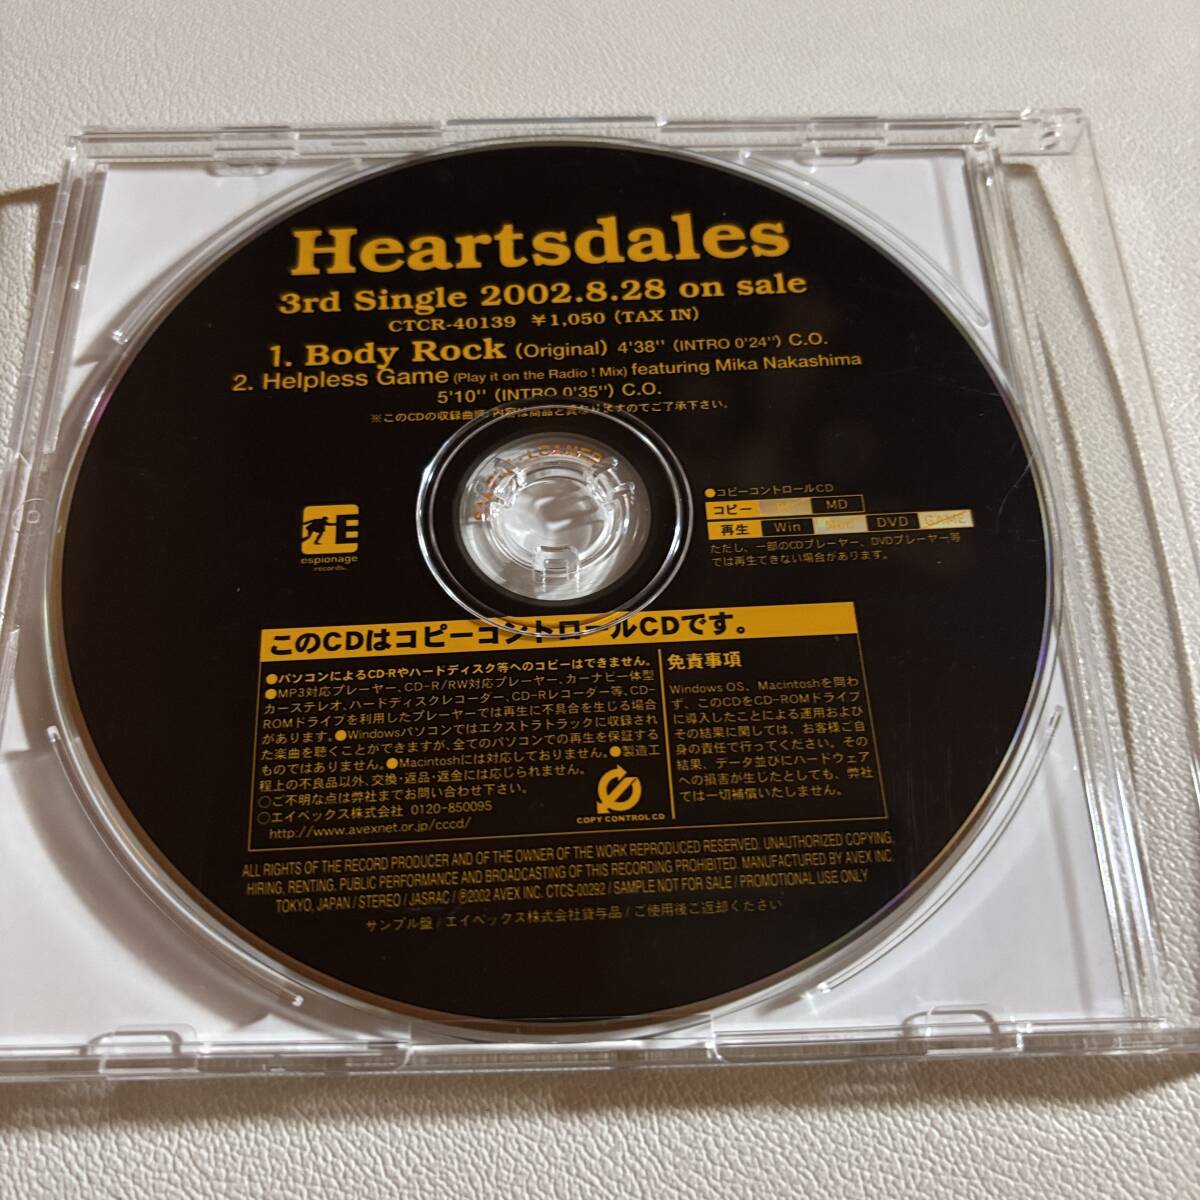 Heartsdales
3rd Single 2002.8.28 on sale
CTCR-40139 ¥1,050 (TAX IN)
1. Body Rock (Original) 4'38" (INTRO 0'24") C.O.
2. Helpless Game (Play it on the Radio ! Mix) featuring Mika Nakashima
5'10" (INTRO 0'35") C.O.
※このCDの収録曲順、内容は商品と異なりますのでご了承下さい。
E
espionage
records.
●コピーコントロールCD
コピー MD
再生 Win Mac DVD GAME
ただし、一部のCDプレーヤー、DVDプレーヤー等
では再生できない場合があります。
このCDはコピーコントロールCDです。
●パソコンによるCD-Rやハードディスク等へのコピーはできません。
●MP3対応プレーヤー、CD-R/RW対応プレーヤー、カーナビ一体型
カーステレオ、ハードディスクレコーダー、CD-Rレコーダー等、CD-
ROMドライブを利用したプレーヤーでは再生に不具合を生じる場合
があります。●Windowsパソコンではエクストラトラックに収録され
た楽曲を聴くことができますが、全てのパソコンでの再生を保証する
ものではありません。●Macintoshには対応しておりません。●製造工
程上の不良品以外、交換・返品・返金には応じられません。
○ご不明な点は弊社までお問い合わせ下さい。
○エイベックス株式会社 0120-850095
http://www.avexnet.or.jp/cccd/
COPY CONTROL CD
免責事項
Windows OS、Macintoshを問わ
ず、このCDをCD-ROMドライブ
に導入したことによる運用および
その結果に関しては、お客様ご自
身の責任で行ってください。その
結果、データ並びにハードウェア
への損害が生じたとしても、弊社
では一切補償いたしません。
ALL RIGHTS OF THE RECORD PRODUCER AND OF THE OWNER OF THE WORK REPRODUCED RESERVED. UNAUTHORIZED COPYING,
HIRING, RENTING, PUBLIC PERFORMANCE AND BROADCASTING OF THIS RECORDING PROHIBITED. MANUFACTURED BY AVEX INC.
TOKYO, JAPAN / STEREO / JASRAC / ℗2002 AVEX INC. CTCS-00292 / SAMPLE NOT FOR SALE / PROMOTIONAL USE ONLY
サンプル盤 / エイベックス株式会社貸与品 / ご使用後ご返却ください